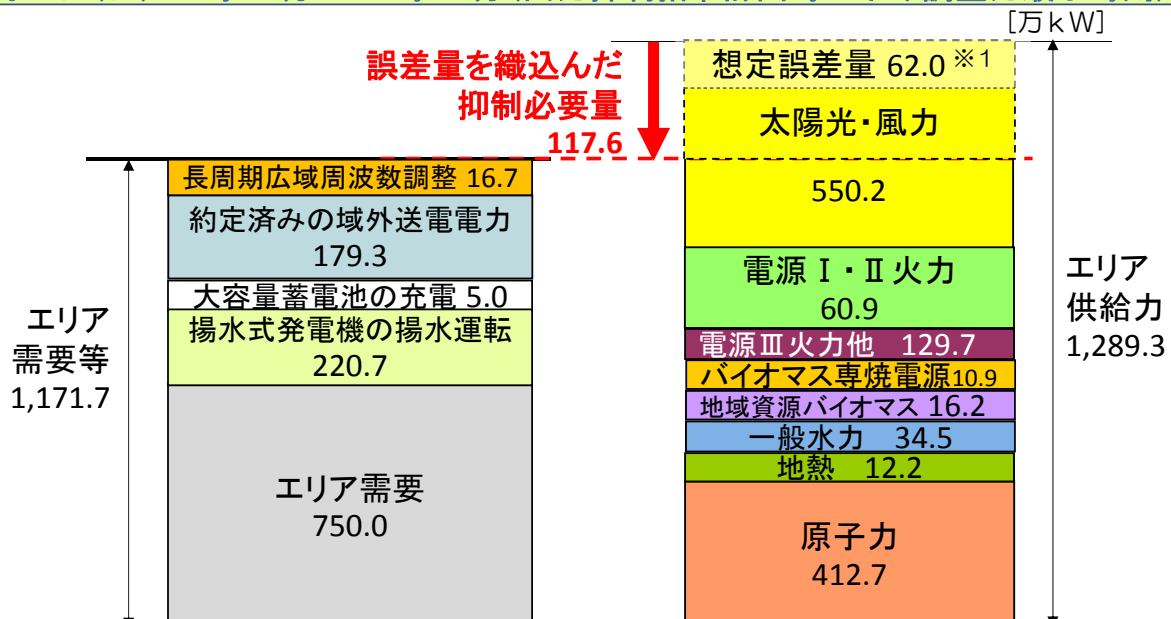 [万kW]
誤差量を織込んだ
抑制必要量
117.6
想定誤差量 62.0 ※1
太陽光・風力
550.2
長周期広域周波数調整 16.7
約定済みの域外送電電力
179.3
大容量蓄電池の充電 5.0
揚水式発電機の揚水運転
220.7
エリア需要
750.0
エリア
需要等
1,171.7
電源Ⅰ・Ⅱ火力
60.9
電源Ⅲ火力他 129.7
バイオマス専焼電源10.9
地域資源バイオマス 16.2
一般水力 34.5
地熱 12.2
原子力
412.7
エリア
供給力
1,289.3